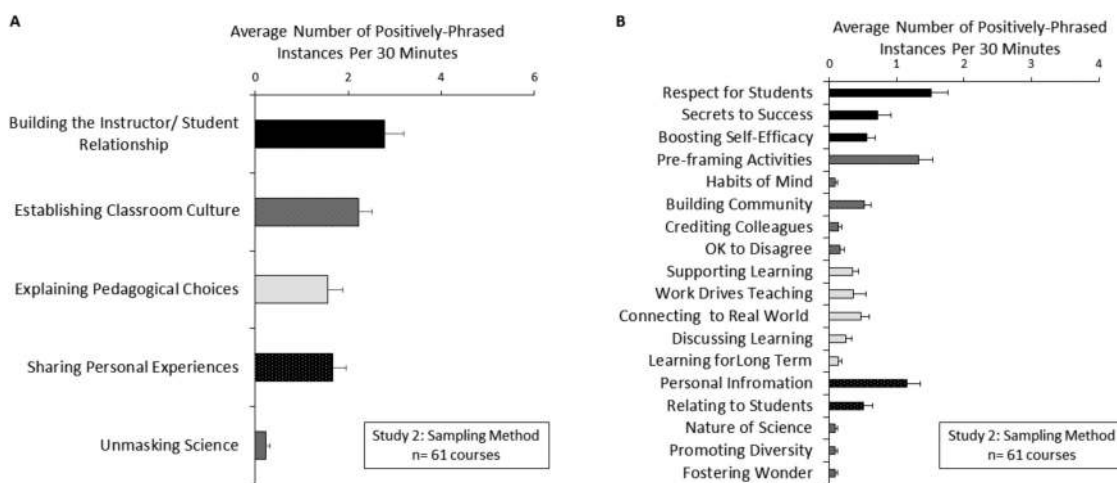 A
Average Number of Positively-Phrased
Instances Per 30 Minutes
0 2 4 6
Building the Instructor/ Student
Relationship
Establishing Classroom Culture
Explaining Pedagogical Choices
Sharing Personal Experiences
Unmasking Science
Study 2: Sampling Method
n= 61 courses
B
Average Number of Positively-Phrased
Instances Per 30 Minutes
0 1 2 3 4
Respect for Students
Secrets to Success
Boosting Self-Efficacy
Pre-framing Activities
Habits of Mind
Building Community
Crediting Colleagues
OK to Disagree
Supporting Learning
Work Drives Teaching
Connecting to Real World
Discussing Learning
Learning forLong Term
Personal Infromation
Relating to Students
Nature of Science
Promoting Diversity
Fostering Wonder
Study 2: Sampling Method
n= 61 courses